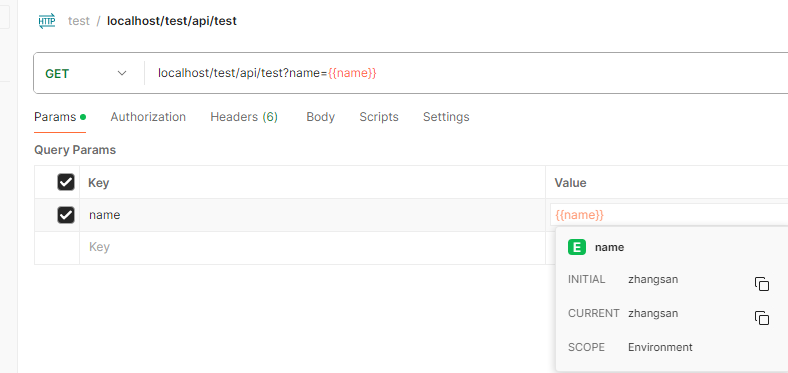 HTTP test / localhost/test/api/test
GET localhost/test/api/test?name={{name}}
Params Authorization Headers (6) Body Scripts Settings
Query Params
Key Value
name {{name}}
Key
E name
INITIAL zhangsan
CURRENT zhangsan
SCOPE Environment